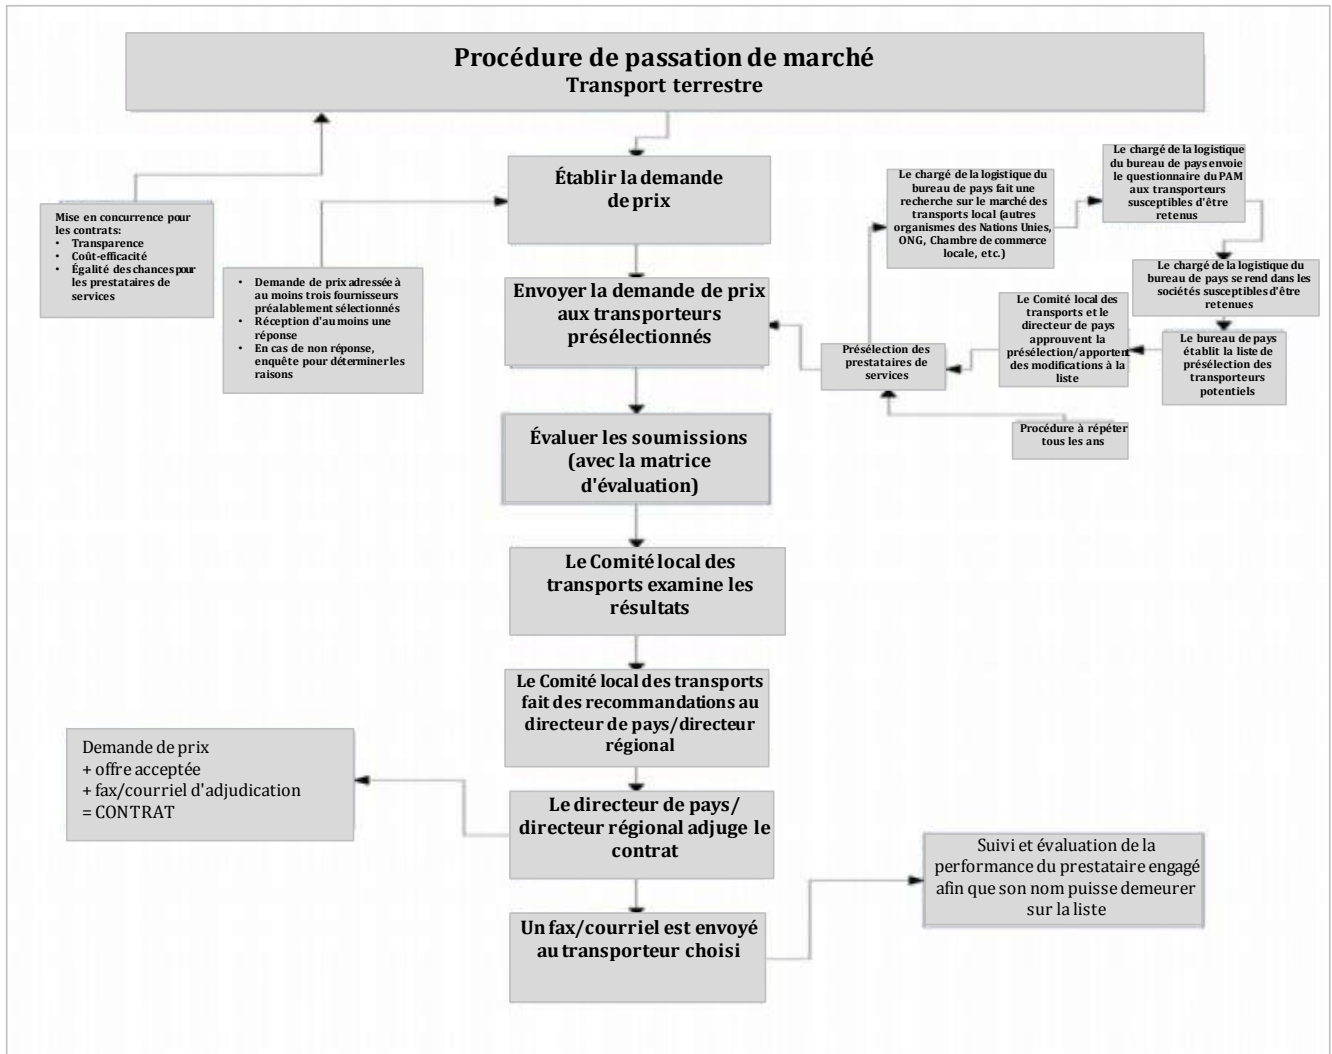 Procédure de passation de marché
Transport terrestre
Établir la demande
de prix
Mise en concurrence pour
les contrats:
• Transparence
• Coût-efficacité
• Égalité des chances pour
les prestataires de
services
• Demande de prix adressée à
au moins trois fournisseurs
préalablement sélectionnés
• Réception d'au moins une
réponse
• En cas de non réponse,
enquête pour déterminer les
raisons
Envoyer la demande de prix
aux transporteurs
présélectionnés
Le chargé de la logistique du
bureau de pays fait une
recherche sur le marché des
transports local (autres
organismes des Nations Unies,
ONG, Chambre de commerce
locale, etc.)
Le chargé de la logistique
du bureau de pays envoie
le questionnaire du PAM
aux transporteurs
susceptibles d'être
retenus
Le chargé de la logistique du
bureau de pays se rend dans les
sociétés susceptibles d'être
retenues
Le bureau de pays
établit la liste de
présélection des
transporteurs
potentiels
Le Comité local des
transports et le
directeur de pays
approuvent la
présélection/apportent
des modifications à la
liste
Présélection des
prestataires de
services
Procédure à répéter
tous les ans
Évaluer les soumissions
(avec la matrice
d'évaluation)
Le Comité local des
transports examine les
résultats
Le Comité local des transports
fait des recommandations au
directeur de pays/directeur
régional
Demande de prix
+ offre acceptée
+ fax/courriel d'adjudication
= CONTRAT
Le directeur de pays/
directeur régional adjuge le
contrat
Suivi et évaluation de la
performance du prestataire engagé
afin que son nom puisse demeurer
sur la liste
Un fax/courriel est envoyé
au transporteur choisi